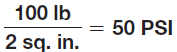 100 lb
2 sq. in. = 50 PSI